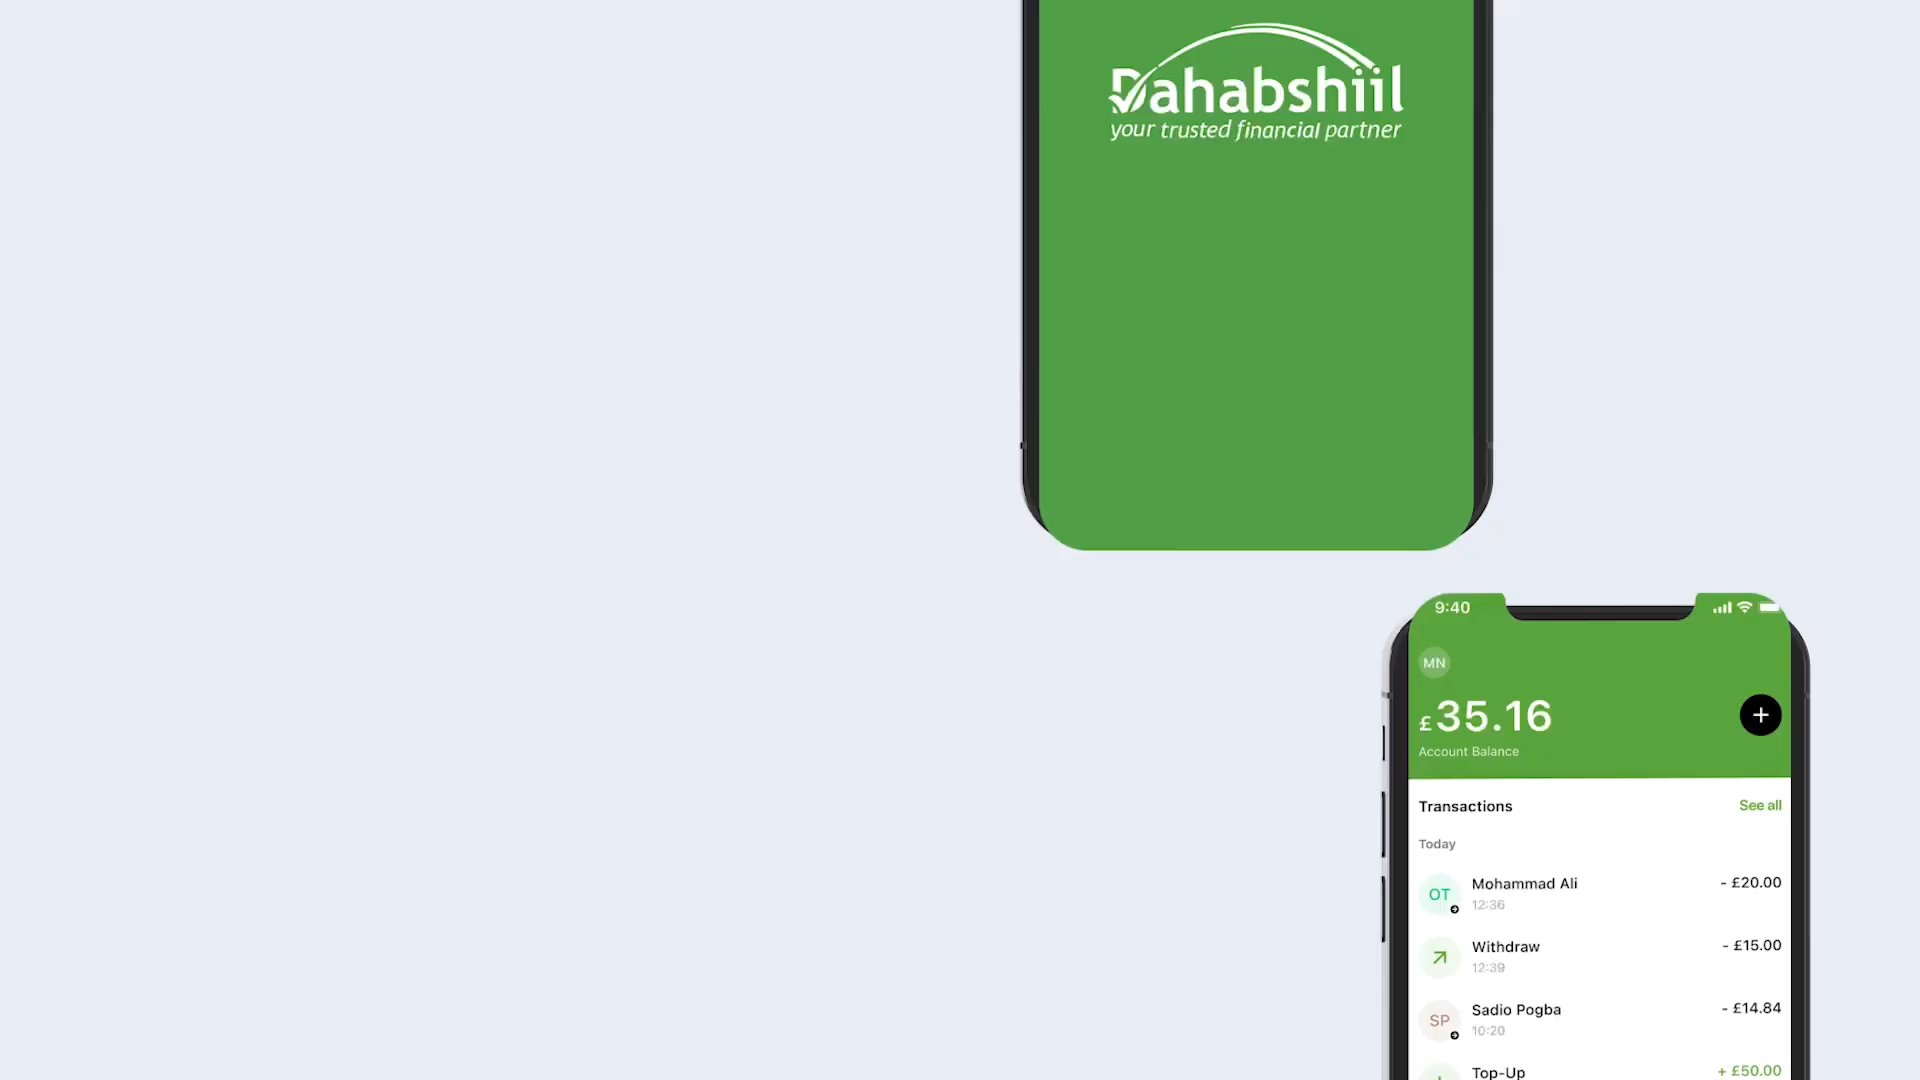 Dahabshiil
your trusted financial partner
9:40
MN
£35.16
Account Balance
Transactions
See all
Today
OT
Mohammad Ali
- £20.00
12:36
Withdraw
- £15.00
12:39
SP
Sadio Pogba
- £14.84
10:20
Top-Up
+ £50.00